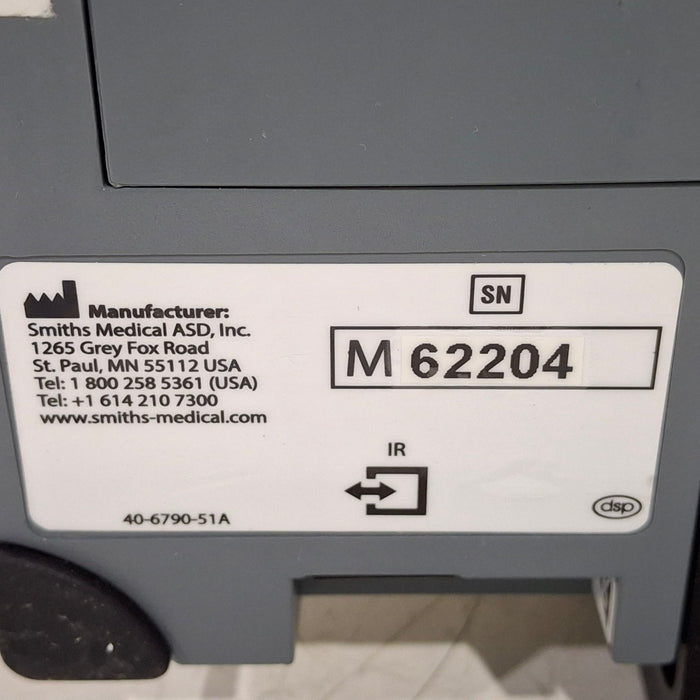 Manufacturer:
Smiths Medical ASD, Inc.
1265 Grey Fox Road
St. Paul, MN 55112 USA
Tel: 1 800 258 5361 (USA)
Tel: +1 614 210 7300
www.smiths-medical.com
40-6790-51A
SN
M 62204
IR
dsp